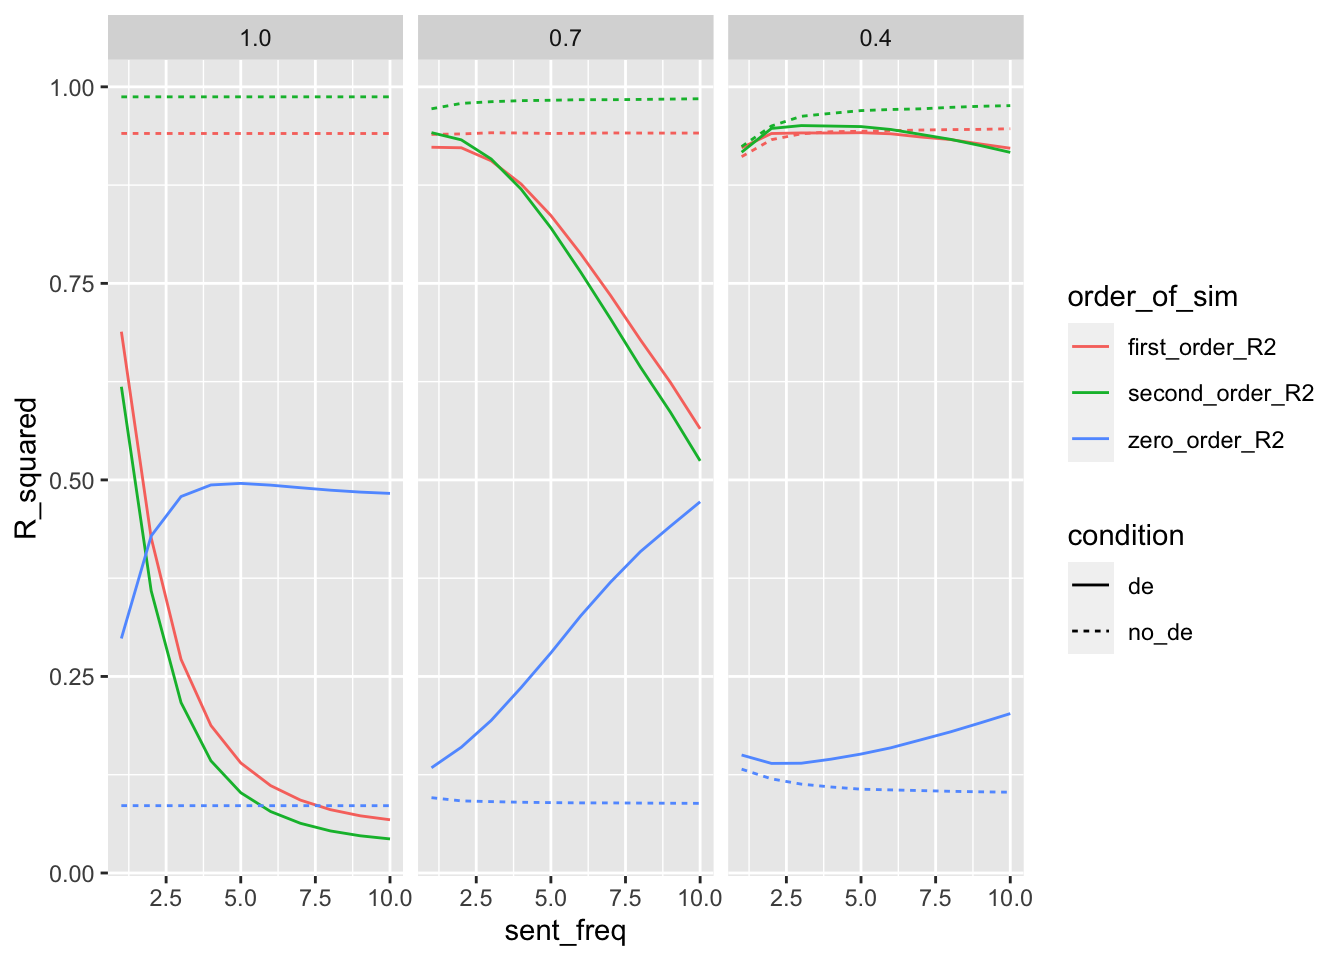 1.0 0.7 0.4
1.00
0.75
0.50
0.25
0.00
R_squared
2.5 5.0 7.5 10.0 2.5 5.0 7.5 10.0 2.5 5.0 7.5 10.0
sent_freq
order_of_sim
first_order_R2
second_order_R2
zero_order_R2
condition
de
no_de